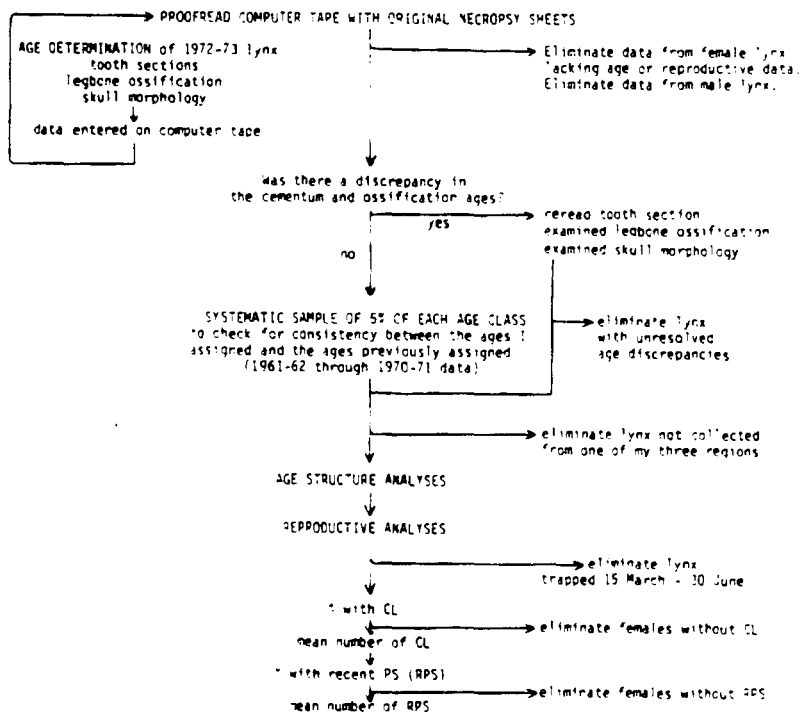 PROOFREAD COMPUTER TAPE WITH ORIGINAL NECROPSY SHEETS
AGE DETERMINATION of 1972-73 lynx
tooth sections
legbone ossification
skull morphology
data entered on computer tape
Eliminate data from female lynx
lacking age or reproductive data.
Eliminate data from male lynx.
Was there a discrepancy in
the cementum and ossification ages?
yes
no
reread tooth section
examined legbone ossification
examined skull morphology
SYSTEMATIC SAMPLE OF 5% OF EACH AGE CLASS
to check for consistency between the ages I
assigned and the ages previously assigned
(1961-62 through 1970-71 data)
eliminate lynx
with unresolved
age discrepancies
eliminate lynx not collected
from one of my three regions
AGE STRUCTURE ANALYSES
REPRODUCTIVE ANALYSES
eliminate lynx
trapped 15 March - 30 June
% with CL
eliminate females without CL
mean number of CL
% with recent PS (RPS)
eliminate females without RPS
mean number of RPS